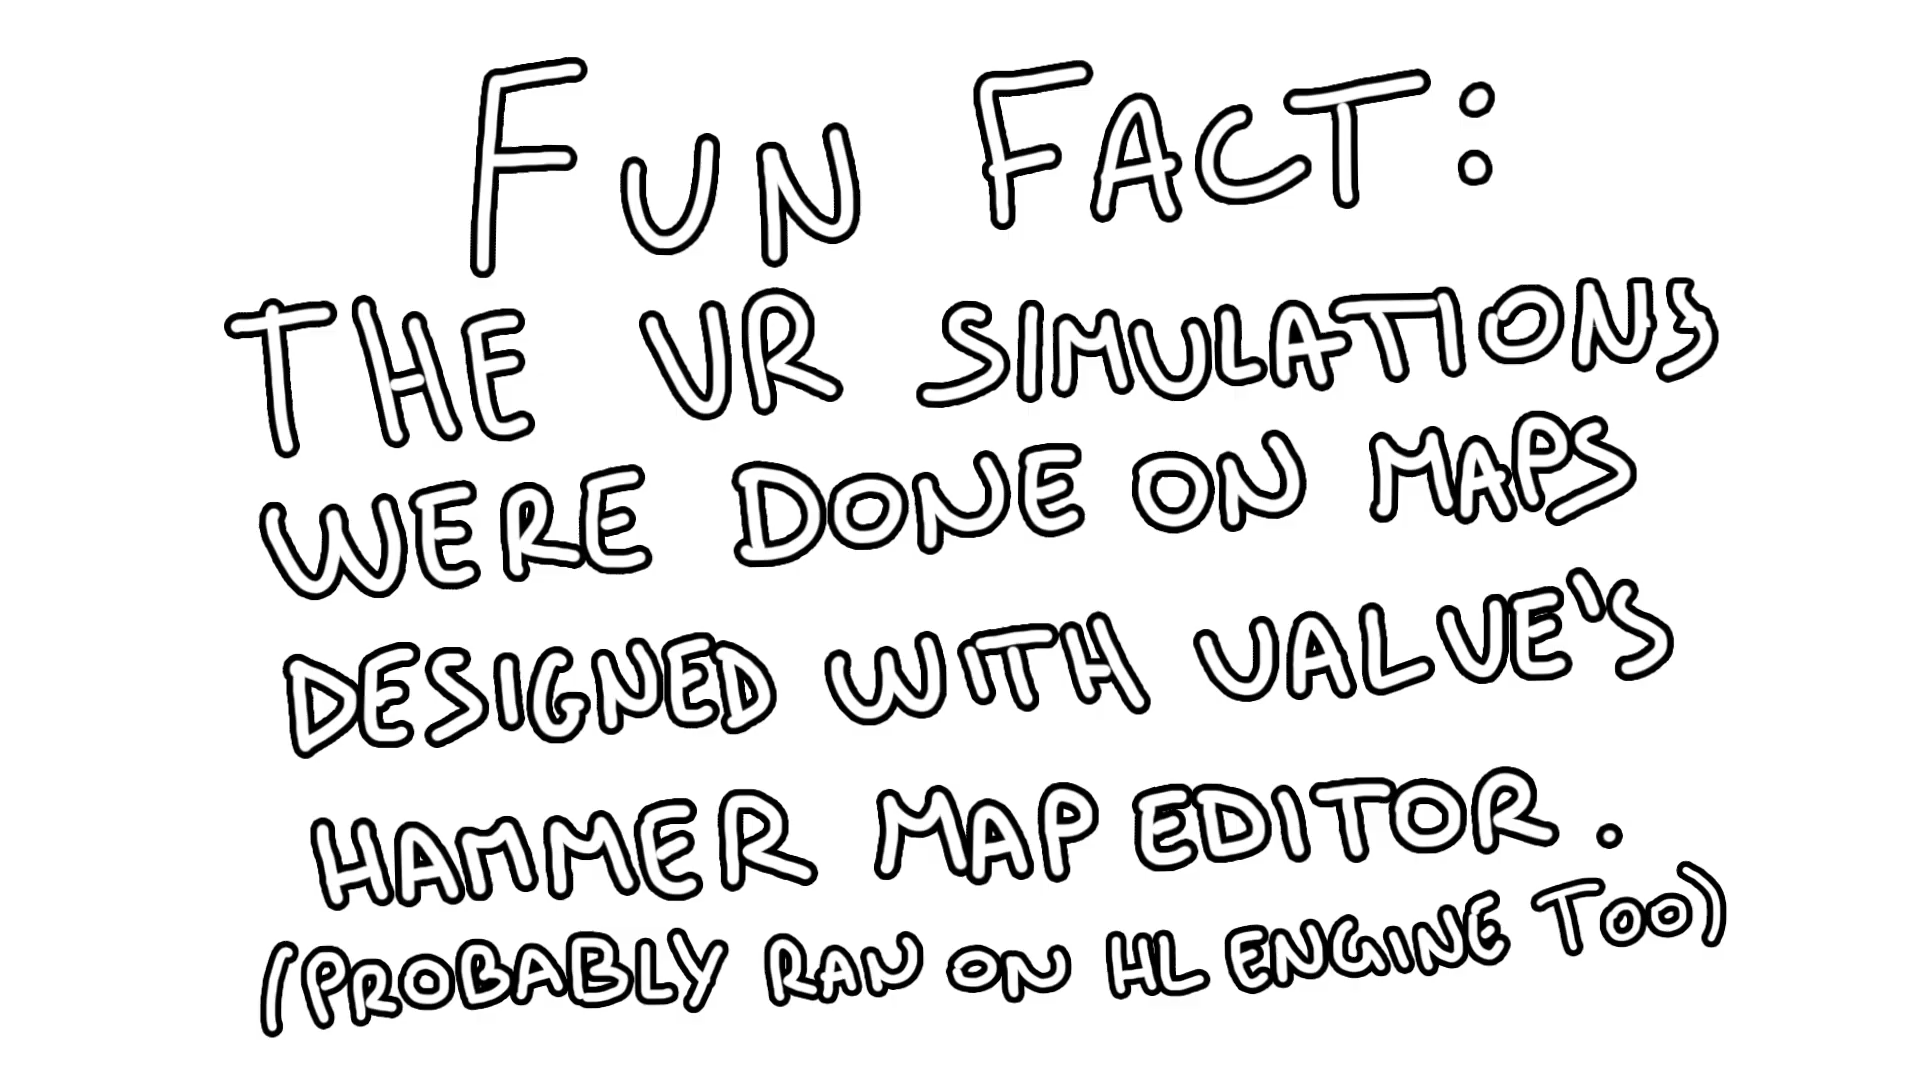 FUN FACT:
THE VR SIMULATIONS
WERE DONE ON MAPS
DESIGNED WITH VALVE'S
HAMMER MAP EDITOR.
(PROBABLY RAN ON HL ENGINE TOO)